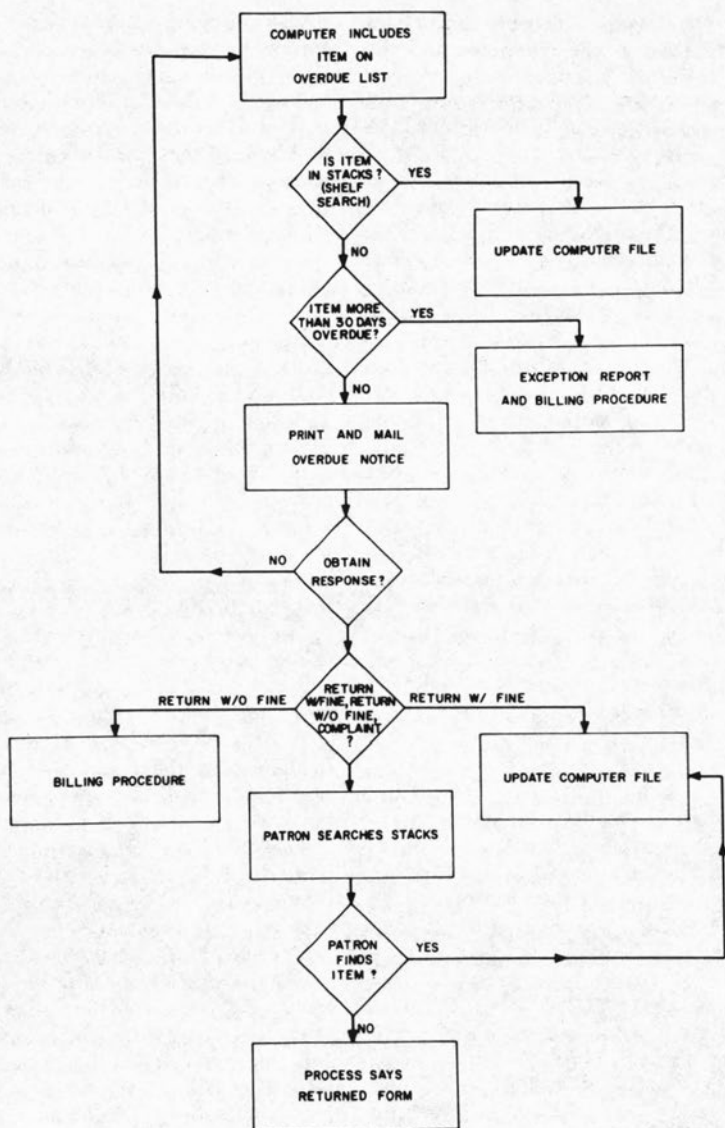 COMPUTER INCLUDES
ITEM ON
OVERDUE LIST
IS ITEM
IN STACKS?
(SHELF
SEARCH)
YES
UPDATE COMPUTER FILE
NO
ITEM MORE
THAN 30 DAYS
OVERDUE?
YES
EXCEPTION REPORT
AND BILLING PROCEDURE
NO
PRINT AND MAIL
OVERDUE NOTICE
OBTAIN
RESPONSE?
NO
RETURN
W/FINE, RETURN
W/O FINE,
COMPLAINT
?
RETURN W/O FINE
RETURN W/ FINE
BILLING PROCEDURE
UPDATE COMPUTER FILE
PATRON SEARCHES STACKS
PATRON
FINDS
ITEM ?
YES
NO
PROCESS SAYS
RETURNED FORM